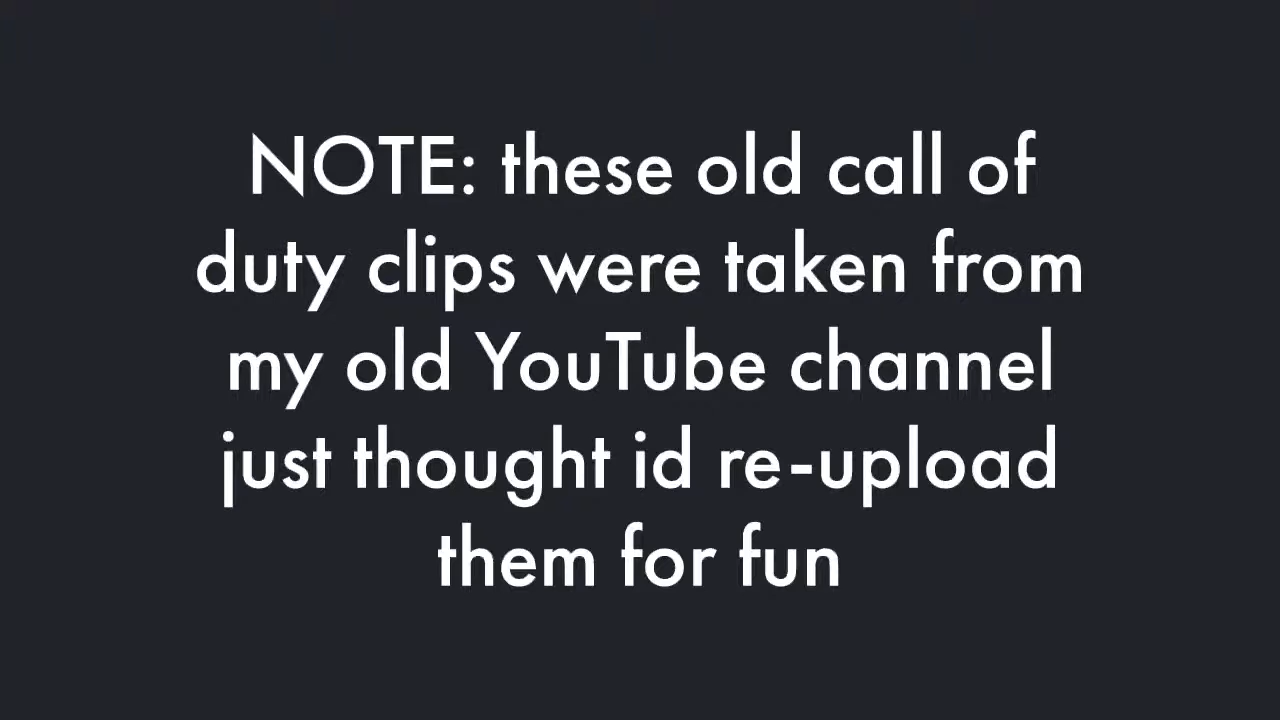 NOTE: these old call of
duty clips were taken from
my old YouTube channel
just thought id re-upload
them for fun